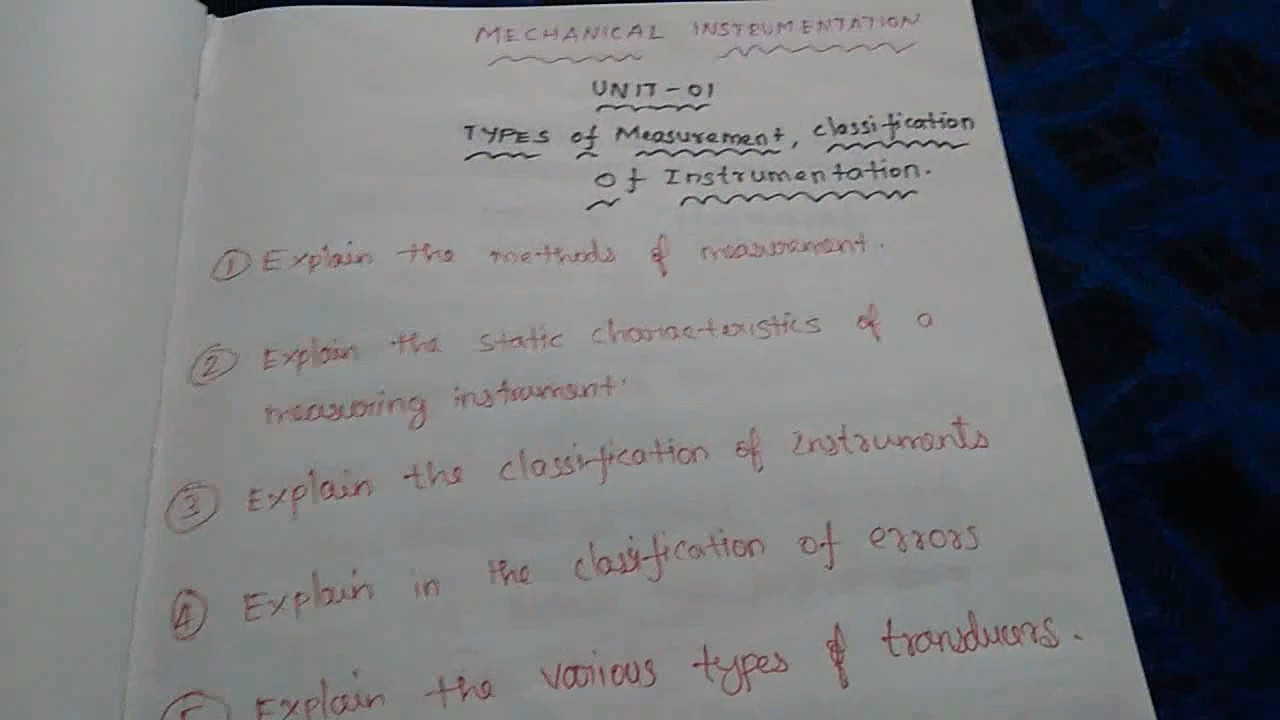 MECHANICAL INSTRUMENTATION
UNIT-01
TYPES of Measurement, classification
of Instrumentation.
① Explain the methods of measurement.
② Explain the static characteristics of a
measuring instrument.
③ Explain the classification of instruments
④ Explain in the classification of errors
⑤ Explain the various types of transducers.